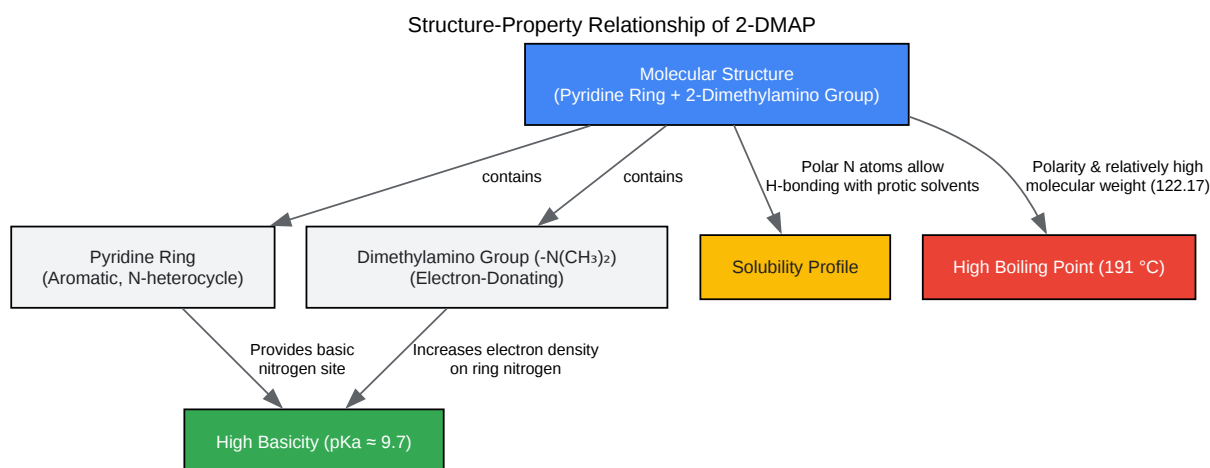 Structure-Property Relationship of 2-DMAP
Molecular Structure
(Pyridine Ring + 2-Dimethylamino Group)
contains
contains
Polar N atoms allow
H-bonding with protic solvents
Polarity & relatively high
molecular weight (122.17)
Pyridine Ring
(Aromatic, N-heterocycle)
Dimethylamino Group (-N(CH₃)₂)
(Electron-Donating)
Solubility Profile
High Boiling Point (191 °C)
Provides basic
nitrogen site
Increases electron density
on ring nitrogen
High Basicity (pKa ≈ 9.7)